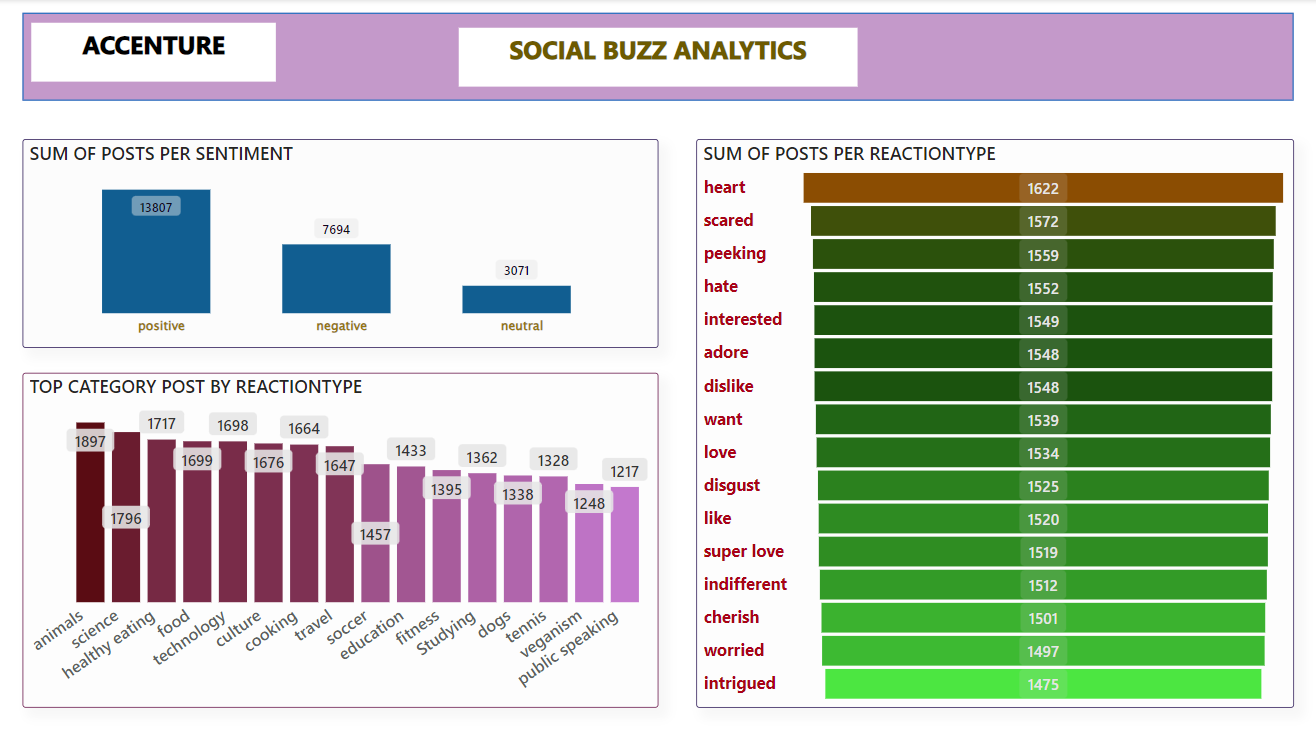 ACCENTURE
SOCIAL BUZZ ANALYTICS
SUM OF POSTS PER SENTIMENT
13807
7694
3071
positive
negative
neutral
TOP CATEGORY POST BY REACTIONTYPE
1897
1796
1717
1699
1698
1676
1664
1647
1457
1433
1395
1362
1338
1328
1248
1217
animals
science
healthy eating
food
technology
culture
cooking
travel
soccer
education
fitness
Studying
dogs
tennis
veganism
public speaking
SUM OF POSTS PER REACTIONTYPE
heart 1622
scared 1572
peeking 1559
hate 1552
interested 1549
adore 1548
dislike 1548
want 1539
love 1534
disgust 1525
like 1520
super love 1519
indifferent 1512
cherish 1501
worried 1497
intrigued 1475